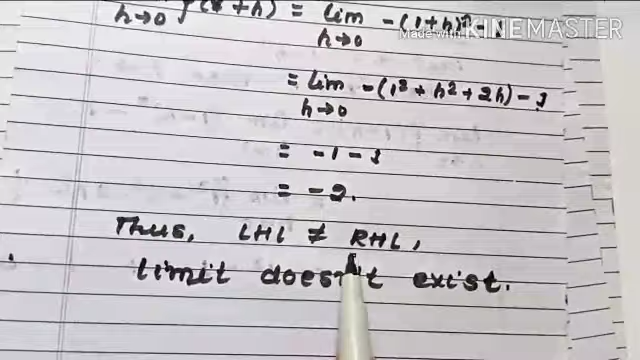 lim h→0 f(1+h) = lim h→0 -(1+h)² - 1
Made with KINEMASTER
= lim h→0 -(1² + h² + 2h) - 1
= -1 - 1
= -2.
Thus, LHL ≠ RHL,
limit doesn't exist.